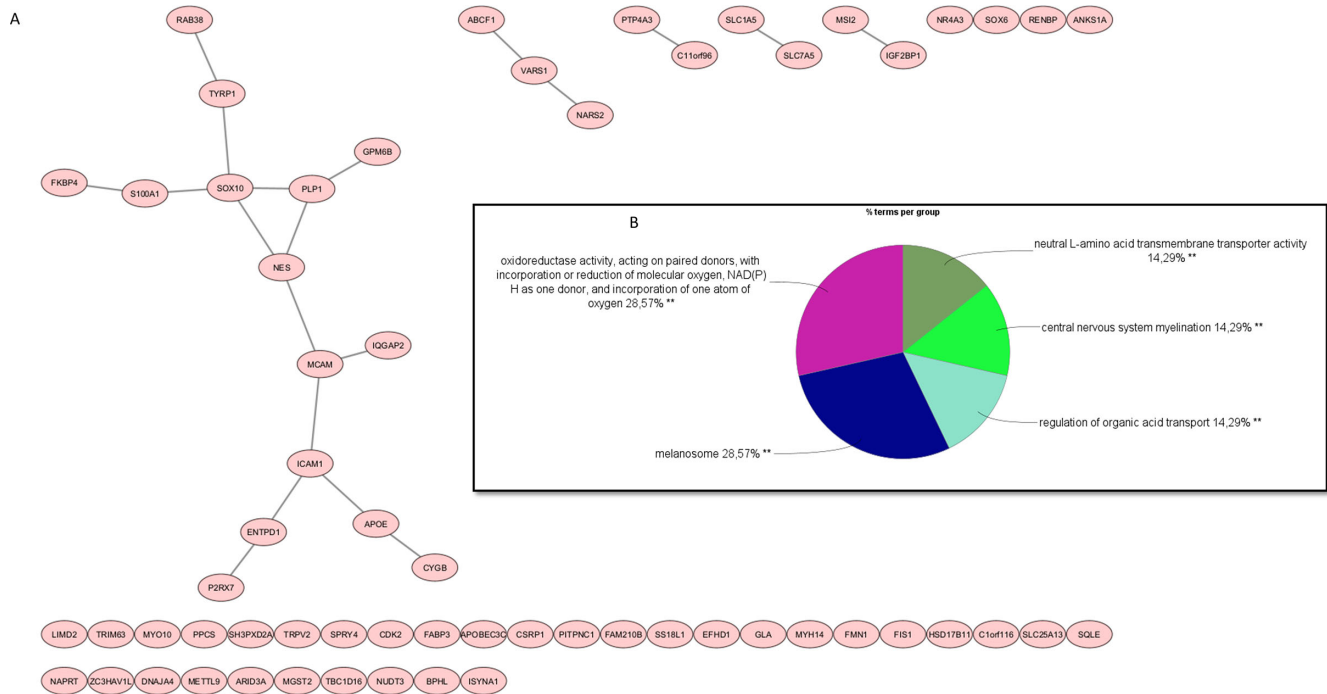 A
RAB38
TYRP1
GPM6B
FKBP4
S100A1
SOX10
PLP1
NES
MCAM
IQGAP2
ICAM1
ENTPD1
APOE
P2RX7
CYGB
ABCF1
VARS1
NARS2
PTP4A3
C11orf96
SLC1A5
SLC7A5
MSI2
IGF2BP1
NR4A3 SOX6 RENBP ANKS1A
B
% terms per group
oxidoreductase activity, acting on paired donors, with
incorporation or reduction of molecular oxygen, NAD(P)
H as one donor, and incorporation of one atom of
oxygen 28,57% **
neutral L-amino acid transmembrane transporter activity
14,29% **
central nervous system myelination 14,29% **
regulation of organic acid transport 14,29% **
melanosome 28,57% **
LIMD2 TRIM63 MYO10 PPCS SH3PXD2A TRPV2 SPRY4 CDK2 FABP3 APOBEC3C CSRP1 PITPNC1 FAM210B SS18L1 EFHD1 GLA MYH14 FMN1 FIS1 HSD17B11 C1orf116 SLC25A13 SQLE
NAPRT ZC3HAV1L DNAJA4 METTL9 ARID3A MGST2 TBC1D16 NUDT3 BPHL ISYNA1